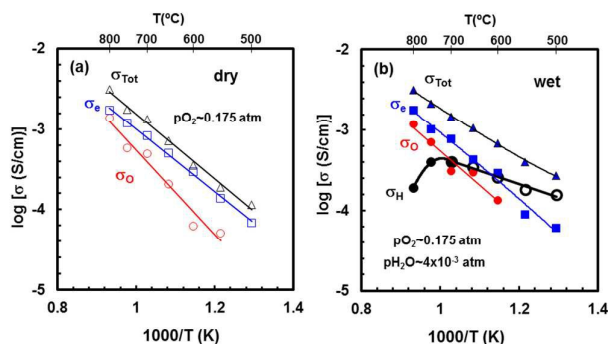 T(ºC)
800 700 600 500
(a) dry
σTot
pO2~0.175 atm
σe
σO
log [σ (S/cm)]
-2
-3
-4
-5
0.8 1 1.2 1.4
1000/T (K)
T(ºC)
800 700 600 500
(b) wet
σTot
σe
σO
σH
pO2~0.175 atm
pH2O~4x10-3 atm
log [σ (S/cm)]
-2
-3
-4
-5
0.8 1 1.2 1.4
1000/T (K)